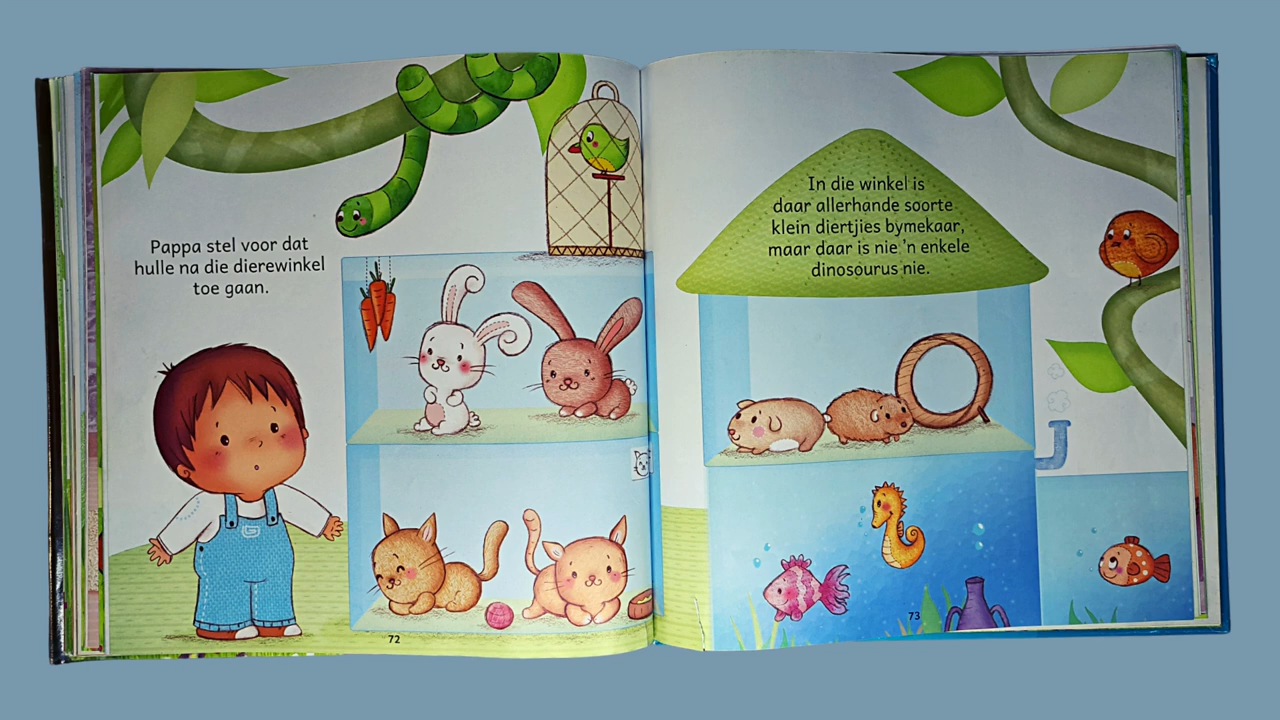 Pappa stel voor dat
hulle na die dierewinkel
toe gaan.
72
In die winkel is
daar allerhande soorte
klein diertjies bymekaar,
maar daar is nie 'n enkele
dinosourus nie.
73